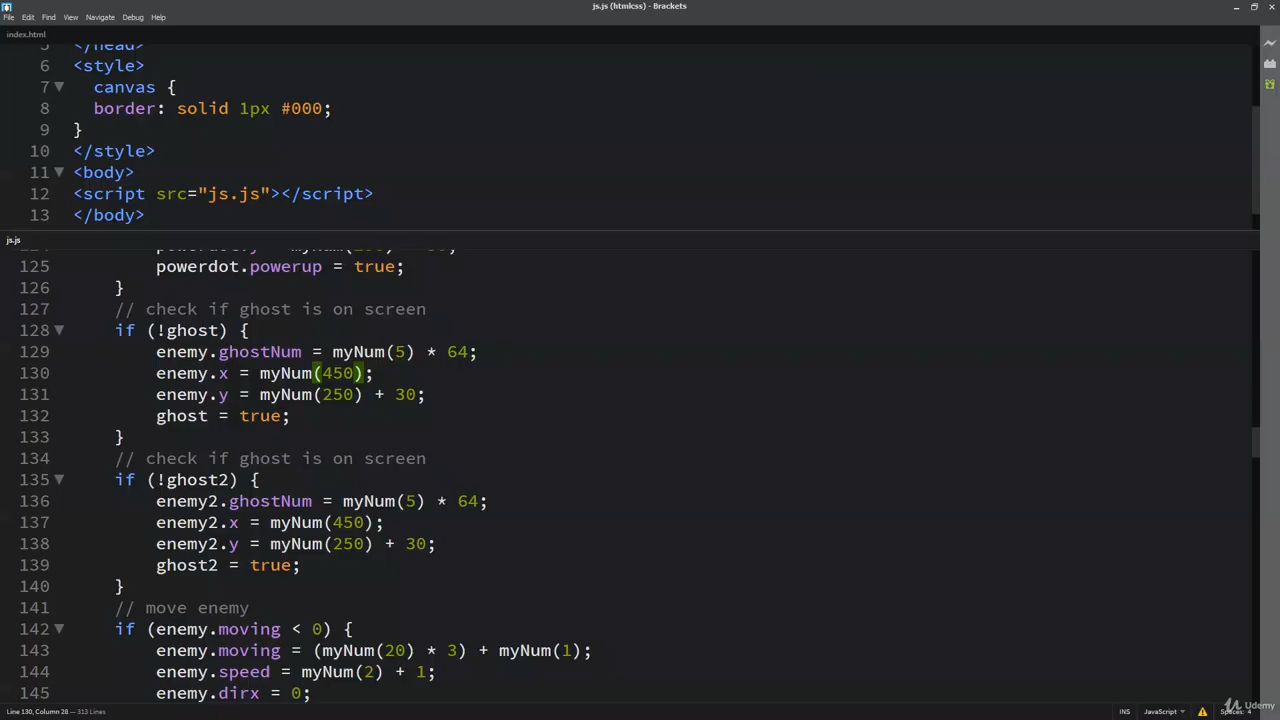 js.js (htmlcss) - Brackets
File Edit Find View Navigate Debug Help
index.html
5 </head>
6 <style>
7 canvas {
8 border: solid 1px #000;
9 }
10 </style>
11 <body>
12 <script src="js.js"></script>
13 </body>
js.js
125 powerdot.powerup = true;
126 }
127 // check if ghost is on screen
128 if (!ghost) {
129 enemy.ghostNum = myNum(5) * 64;
130 enemy.x = myNum(450);
131 enemy.y = myNum(250) + 30;
132 ghost = true;
133 }
134 // check if ghost is on screen
135 if (!ghost2) {
136 enemy2.ghostNum = myNum(5) * 64;
137 enemy2.x = myNum(450);
138 enemy2.y = myNum(250) + 30;
139 ghost2 = true;
140 }
141 // move enemy
142 if (enemy.moving < 0) {
143 enemy.moving = (myNum(20) * 3) + myNum(1);
144 enemy.speed = myNum(2) + 1;
145 enemy.dirx = 0;
Line 130, Column 28 — 313 Lines
INS JavaScript Spaces: 4
Udemy